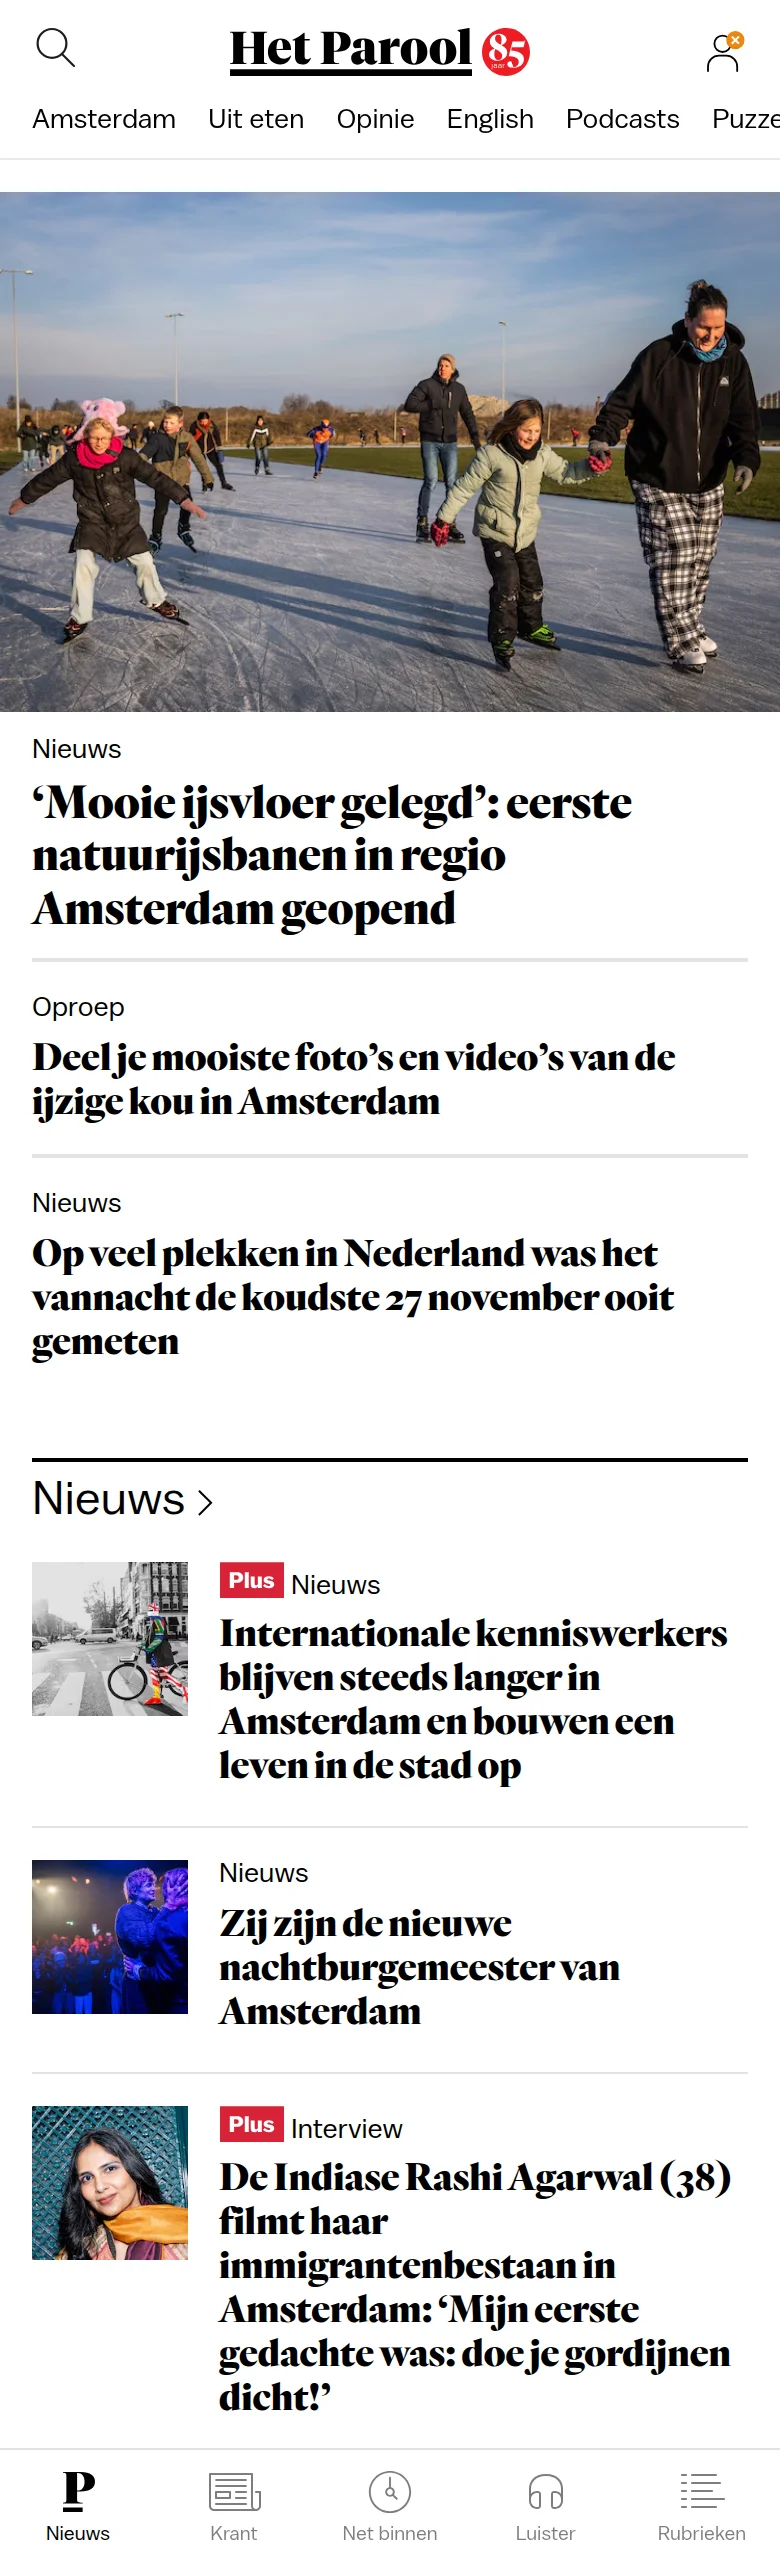 Het Parool 85 jaar
Amsterdam Uit eten Opinie English Podcasts Puzze
Nieuws
‘Mooie ijsvloer gelegd’: eerste
natuurijsbanen in regio
Amsterdam geopend
Oproep
Deel je mooiste foto’s en video’s van de
ijzige kou in Amsterdam
Nieuws
Op veel plekken in Nederland was het
vannacht de koudste 27 november ooit
gemeten
Nieuws
Plus Nieuws
Internationale kenniswerkers
blijven steeds langer in
Amsterdam en bouwen een
leven in de stad op
Nieuws
Zij zijn de nieuwe
nachtburgemeester van
Amsterdam
Plus Interview
De Indiase Rashi Agarwal (38)
filmt haar
immigrantenbestaan in
Amsterdam: ‘Mijn eerste
gedachte was: doe je gordijnen
dicht!’
P
Nieuws Krant Net binnen Luister Rubrieken